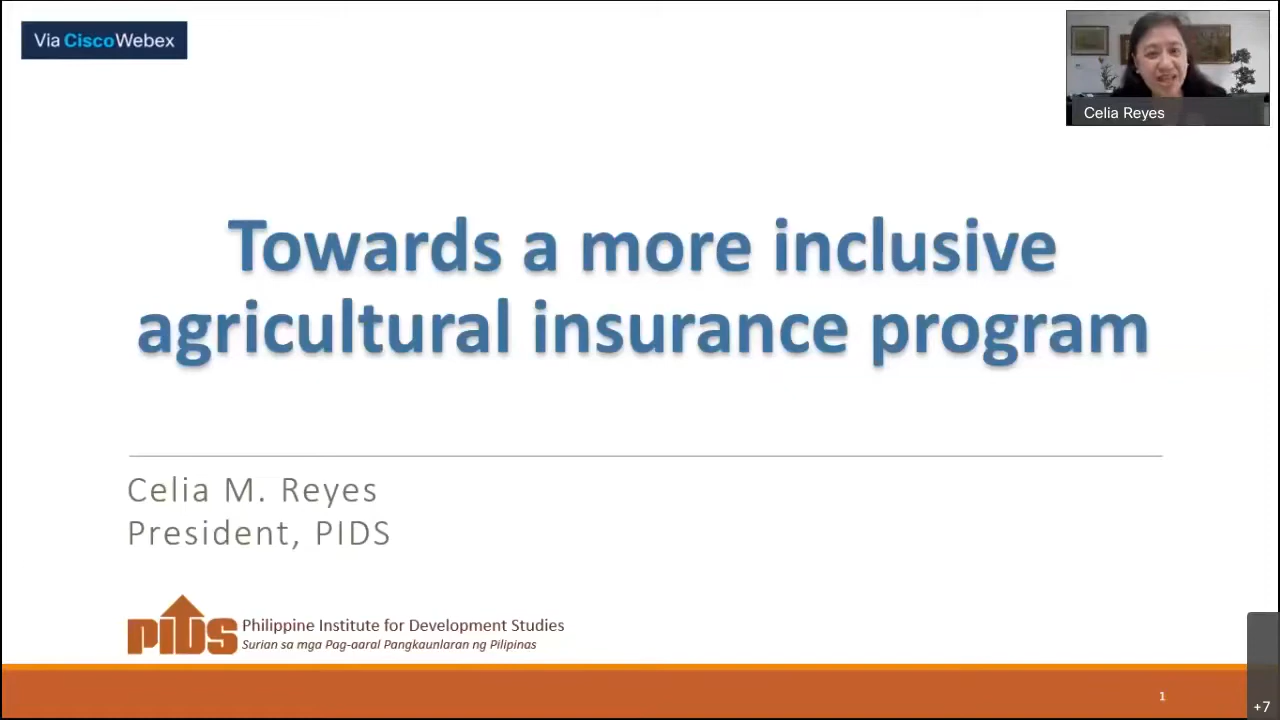 Via CiscoWebex
Celia Reyes
Towards a more inclusive
agricultural insurance program
Celia M. Reyes
President, PIDS
PIDS
Philippine Institute for Development Studies
Surian sa mga Pag-aaral Pangkaunlaran ng Pilipinas
1
+7